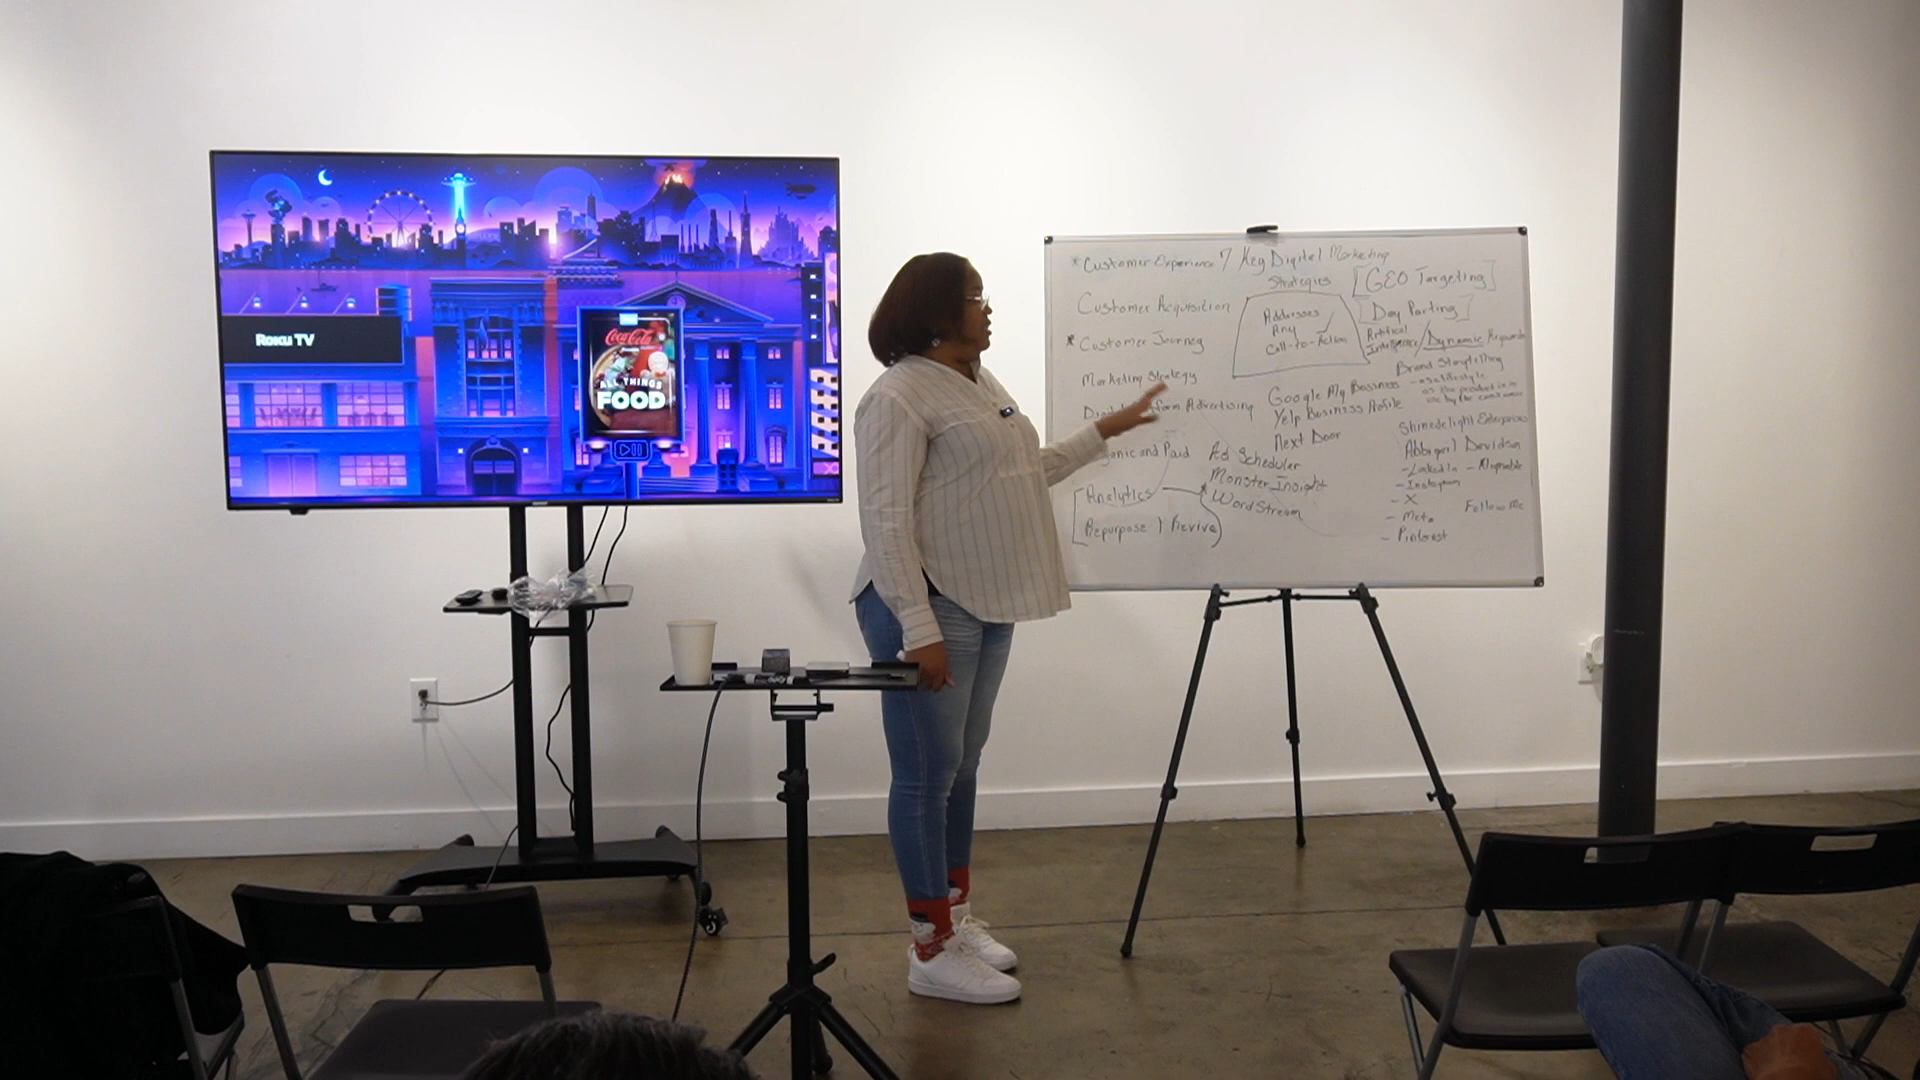 Roku TV
Coca-Cola
ALL THINGS
FOOD
* Customer Experience
7 Key Digital Marketing
Strategies
[GEO Targeting]
Customer Acquisition
Addresses
Any
Call-to-Action
Day Parting
* Customer Journey
Artificial
Intelligence
Dynamic Keywords
Brand Storytelling
Marketing Strategy
Google My Business
Advertising
Yelp Business Profile
Next Door
Shinedelight Enterprises
Abbigail Davidson
and Paid
Ad Scheduler
- LinkedIn - Alignable
Monster Insight
- Instagram
[Analytics
WordStream
- X
Repurpose / Revive
- Meta
Follow Me
- Pinterest